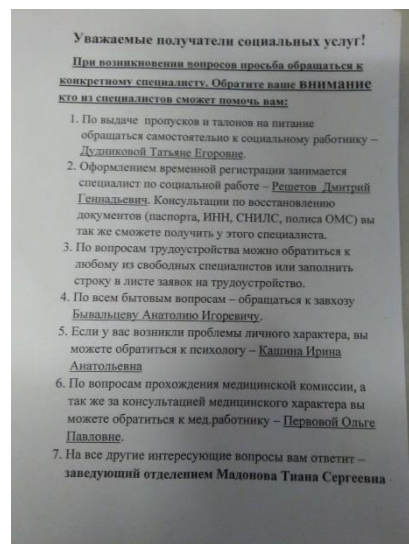 Уважаемые получатели социальных услуг!
При возникновении вопросов просьба обращаться к
конкретному специалисту. Обратите ваше внимание
кто из специалистов сможет помочь вам:
1. По выдаче пропусков и талонов на питание
обращаться самостоятельно к социальному работнику –
Дудниковой Татьяне Егоровне.
2. Оформлением временной регистрации занимается
специалист по социальной работе – Решетов Дмитрий
Геннадьевич. Консультации по восстановлению
документов (паспорта, ИНН, СНИЛС, полиса ОМС) вы
так же сможете получить у этого специалиста.
3. По вопросам трудоустройства можно обратиться к
любому из свободных специалистов или заполнить
строку в листе заявок на трудоустройство.
4. По всем бытовым вопросам – обращаться к завхозу
Бывальцеву Анатолию Игоревичу.
5. Если у вас возникли проблемы личного характера, вы
можете обратиться к психологу – Кашина Ирина
Анатольевна
6. По вопросам прохождения медицинской комиссии, а
так же за консультацией медицинского характера вы
можете обратиться к мед.работнику – Первовой Ольге
Павловне.
7. На все другие интересующие вопросы вам ответит –
заведующий отделением Мадонова Тиана Сергеевна